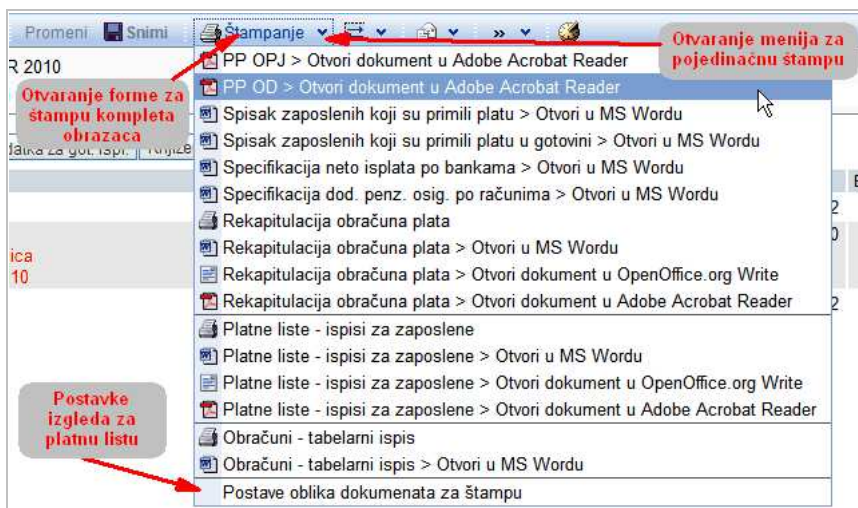 Promeni Snimi Štampanje »
R 2010
Otvaranje menija za
pojedinačnu štampu
Otvaranje forme za
štampu kompleta
obrazaca
PP OPJ > Otvori dokument u Adobe Acrobat Reader
PP OD > Otvori dokument u Adobe Acrobat Reader
Spisak zaposlenih koji su primili platu > Otvori u MS Wordu
Spisak zaposlenih koji su primili platu u gotovini > Otvori u MS Wordu
Specifikacija neto isplata po bankama > Otvori u MS Wordu
Specifikacija dod. penz. osig. po računima > Otvori u MS Wordu
2
Rekapitulacija obračuna plata
0
Rekapitulacija obračuna plata > Otvori u MS Wordu
ica
Rekapitulacija obračuna plata > Otvori dokument u OpenOffice.org Write
10
Rekapitulacija obračuna plata > Otvori dokument u Adobe Acrobat Reader
2
Platne liste - ispisi za zaposlene
Platne liste - ispisi za zaposlene > Otvori u MS Wordu
Platne liste - ispisi za zaposlene > Otvori dokument u OpenOffice.org Write
Platne liste - ispisi za zaposlene > Otvori dokument u Adobe Acrobat Reader
Postavke
izgleda za
platnu listu
Obračuni - tabelarni ispis
Obračuni - tabelarni ispis > Otvori u MS Wordu
Postave oblika dokumenata za štampu